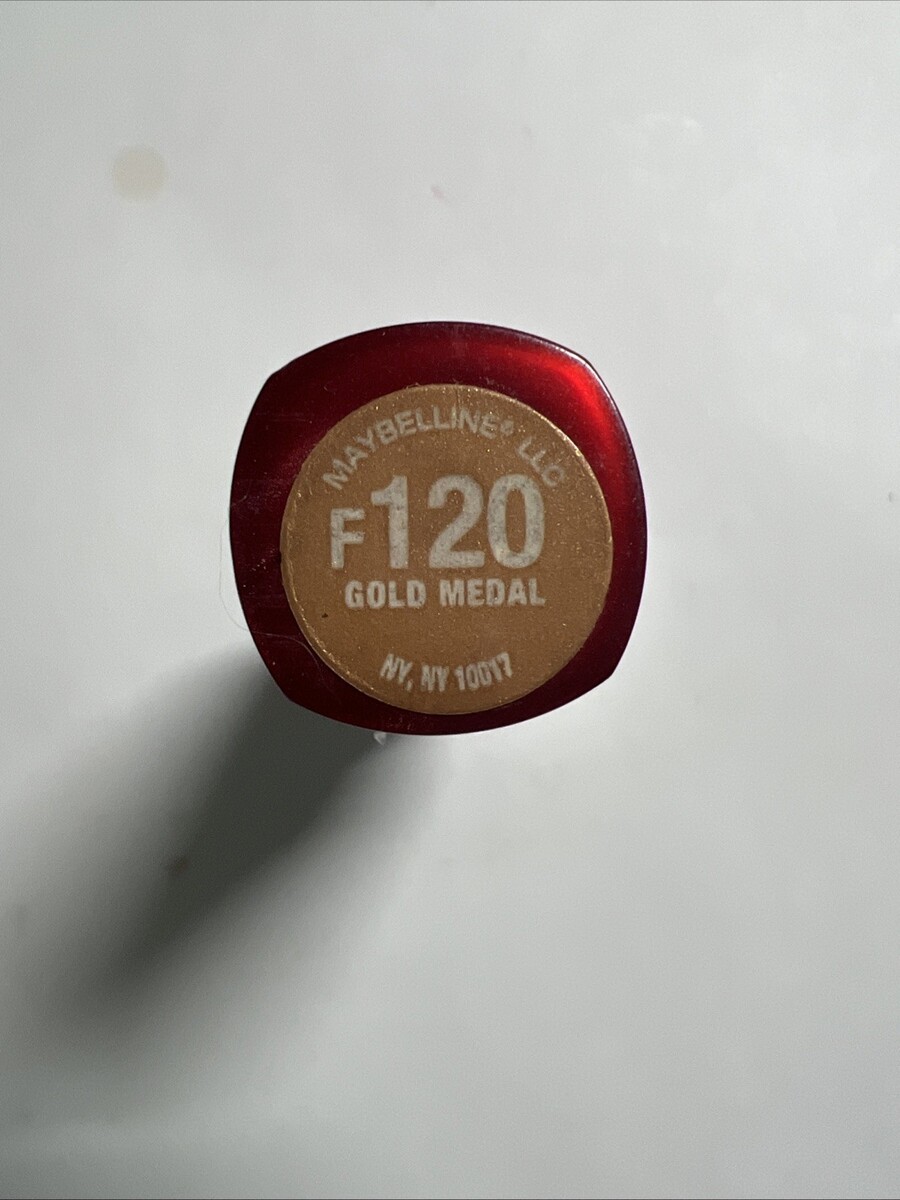 MAYBELLINE® LLC
F120
GOLD MEDAL
NY, NY 10017